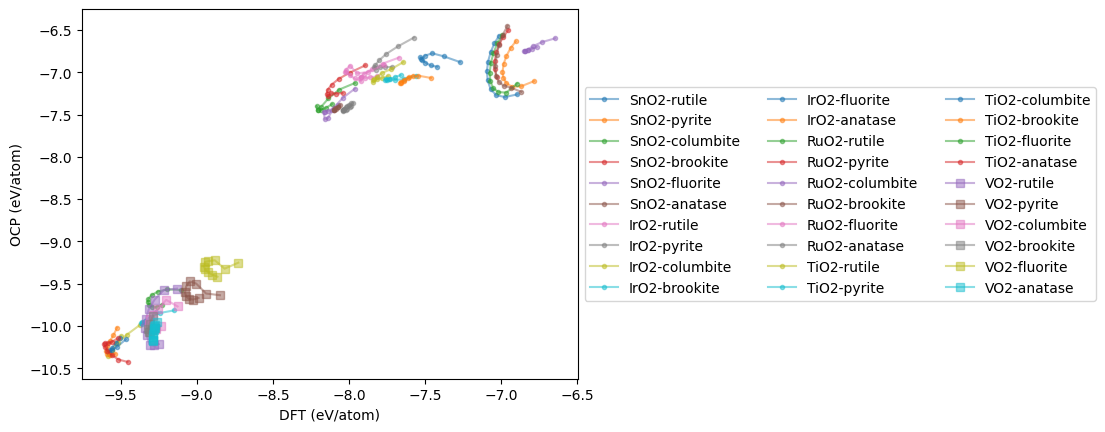 −6.5
−7.0
−7.5
−8.0
−8.5
−9.0
−9.5
−10.0
−10.5
OCP (eV/atom)
−9.5 −9.0 −8.5 −8.0 −7.5 −7.0 −6.5
DFT (eV/atom)
SnO2-rutile IrO2-fluorite TiO2-columbite
SnO2-pyrite IrO2-anatase TiO2-brookite
SnO2-columbite RuO2-rutile TiO2-fluorite
SnO2-brookite RuO2-pyrite TiO2-anatase
SnO2-fluorite RuO2-columbite VO2-rutile
SnO2-anatase RuO2-brookite VO2-pyrite
IrO2-rutile RuO2-fluorite VO2-columbite
IrO2-pyrite RuO2-anatase VO2-brookite
IrO2-columbite TiO2-rutile VO2-fluorite
IrO2-brookite TiO2-pyrite VO2-anatase